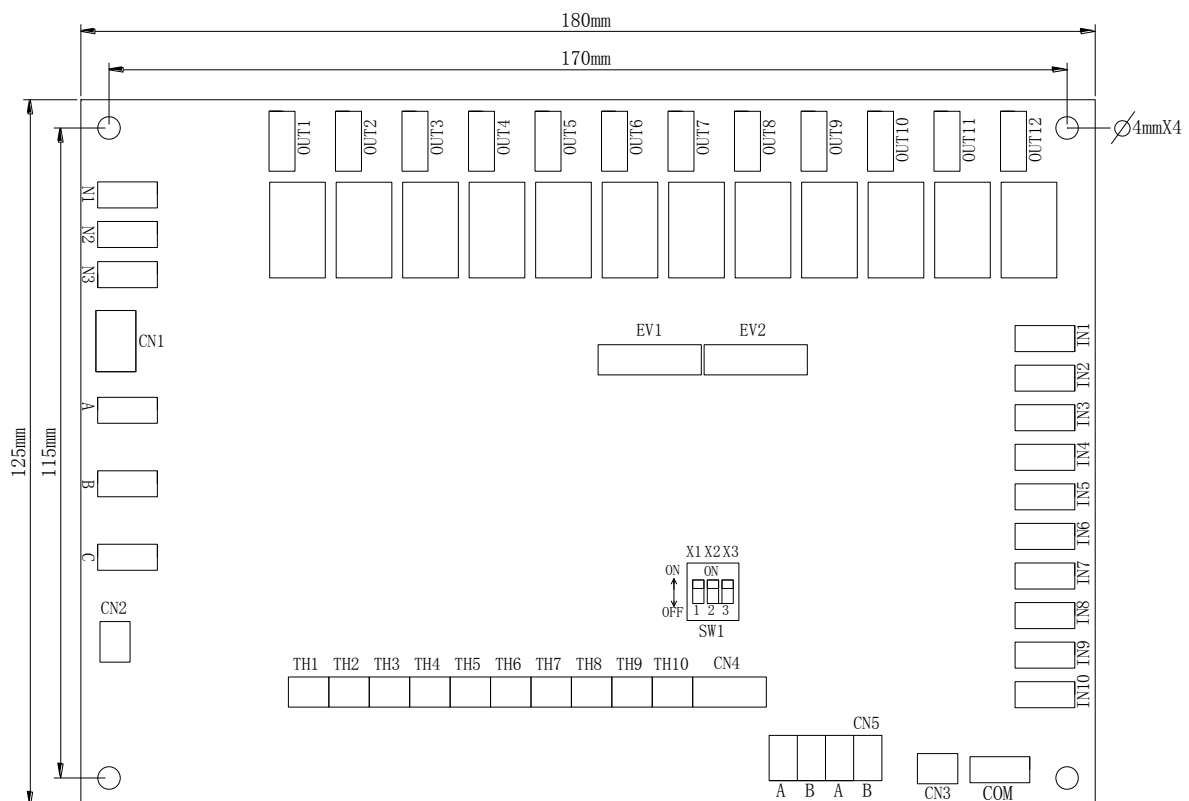 180mm
170mm
4mmX4
OUT1
OUT2
OUT3
OUT4
OUT5
OUT6
OUT7
OUT8
OUT9
OUT10
OUT11
OUT12
N1
N2
N3
CN1
A
B
C
CN2
125mm
115mm
EV1 EV2
IN1
IN2
IN3
IN4
IN5
IN6
IN7
IN8
IN9
IN10
X1 X2 X3
ON ON
OFF 1 2 3
SW1
TH1 TH2 TH3 TH4 TH5 TH6 TH7 TH8 TH9 TH10 CN4
CN5
A B A B
CN3 COM